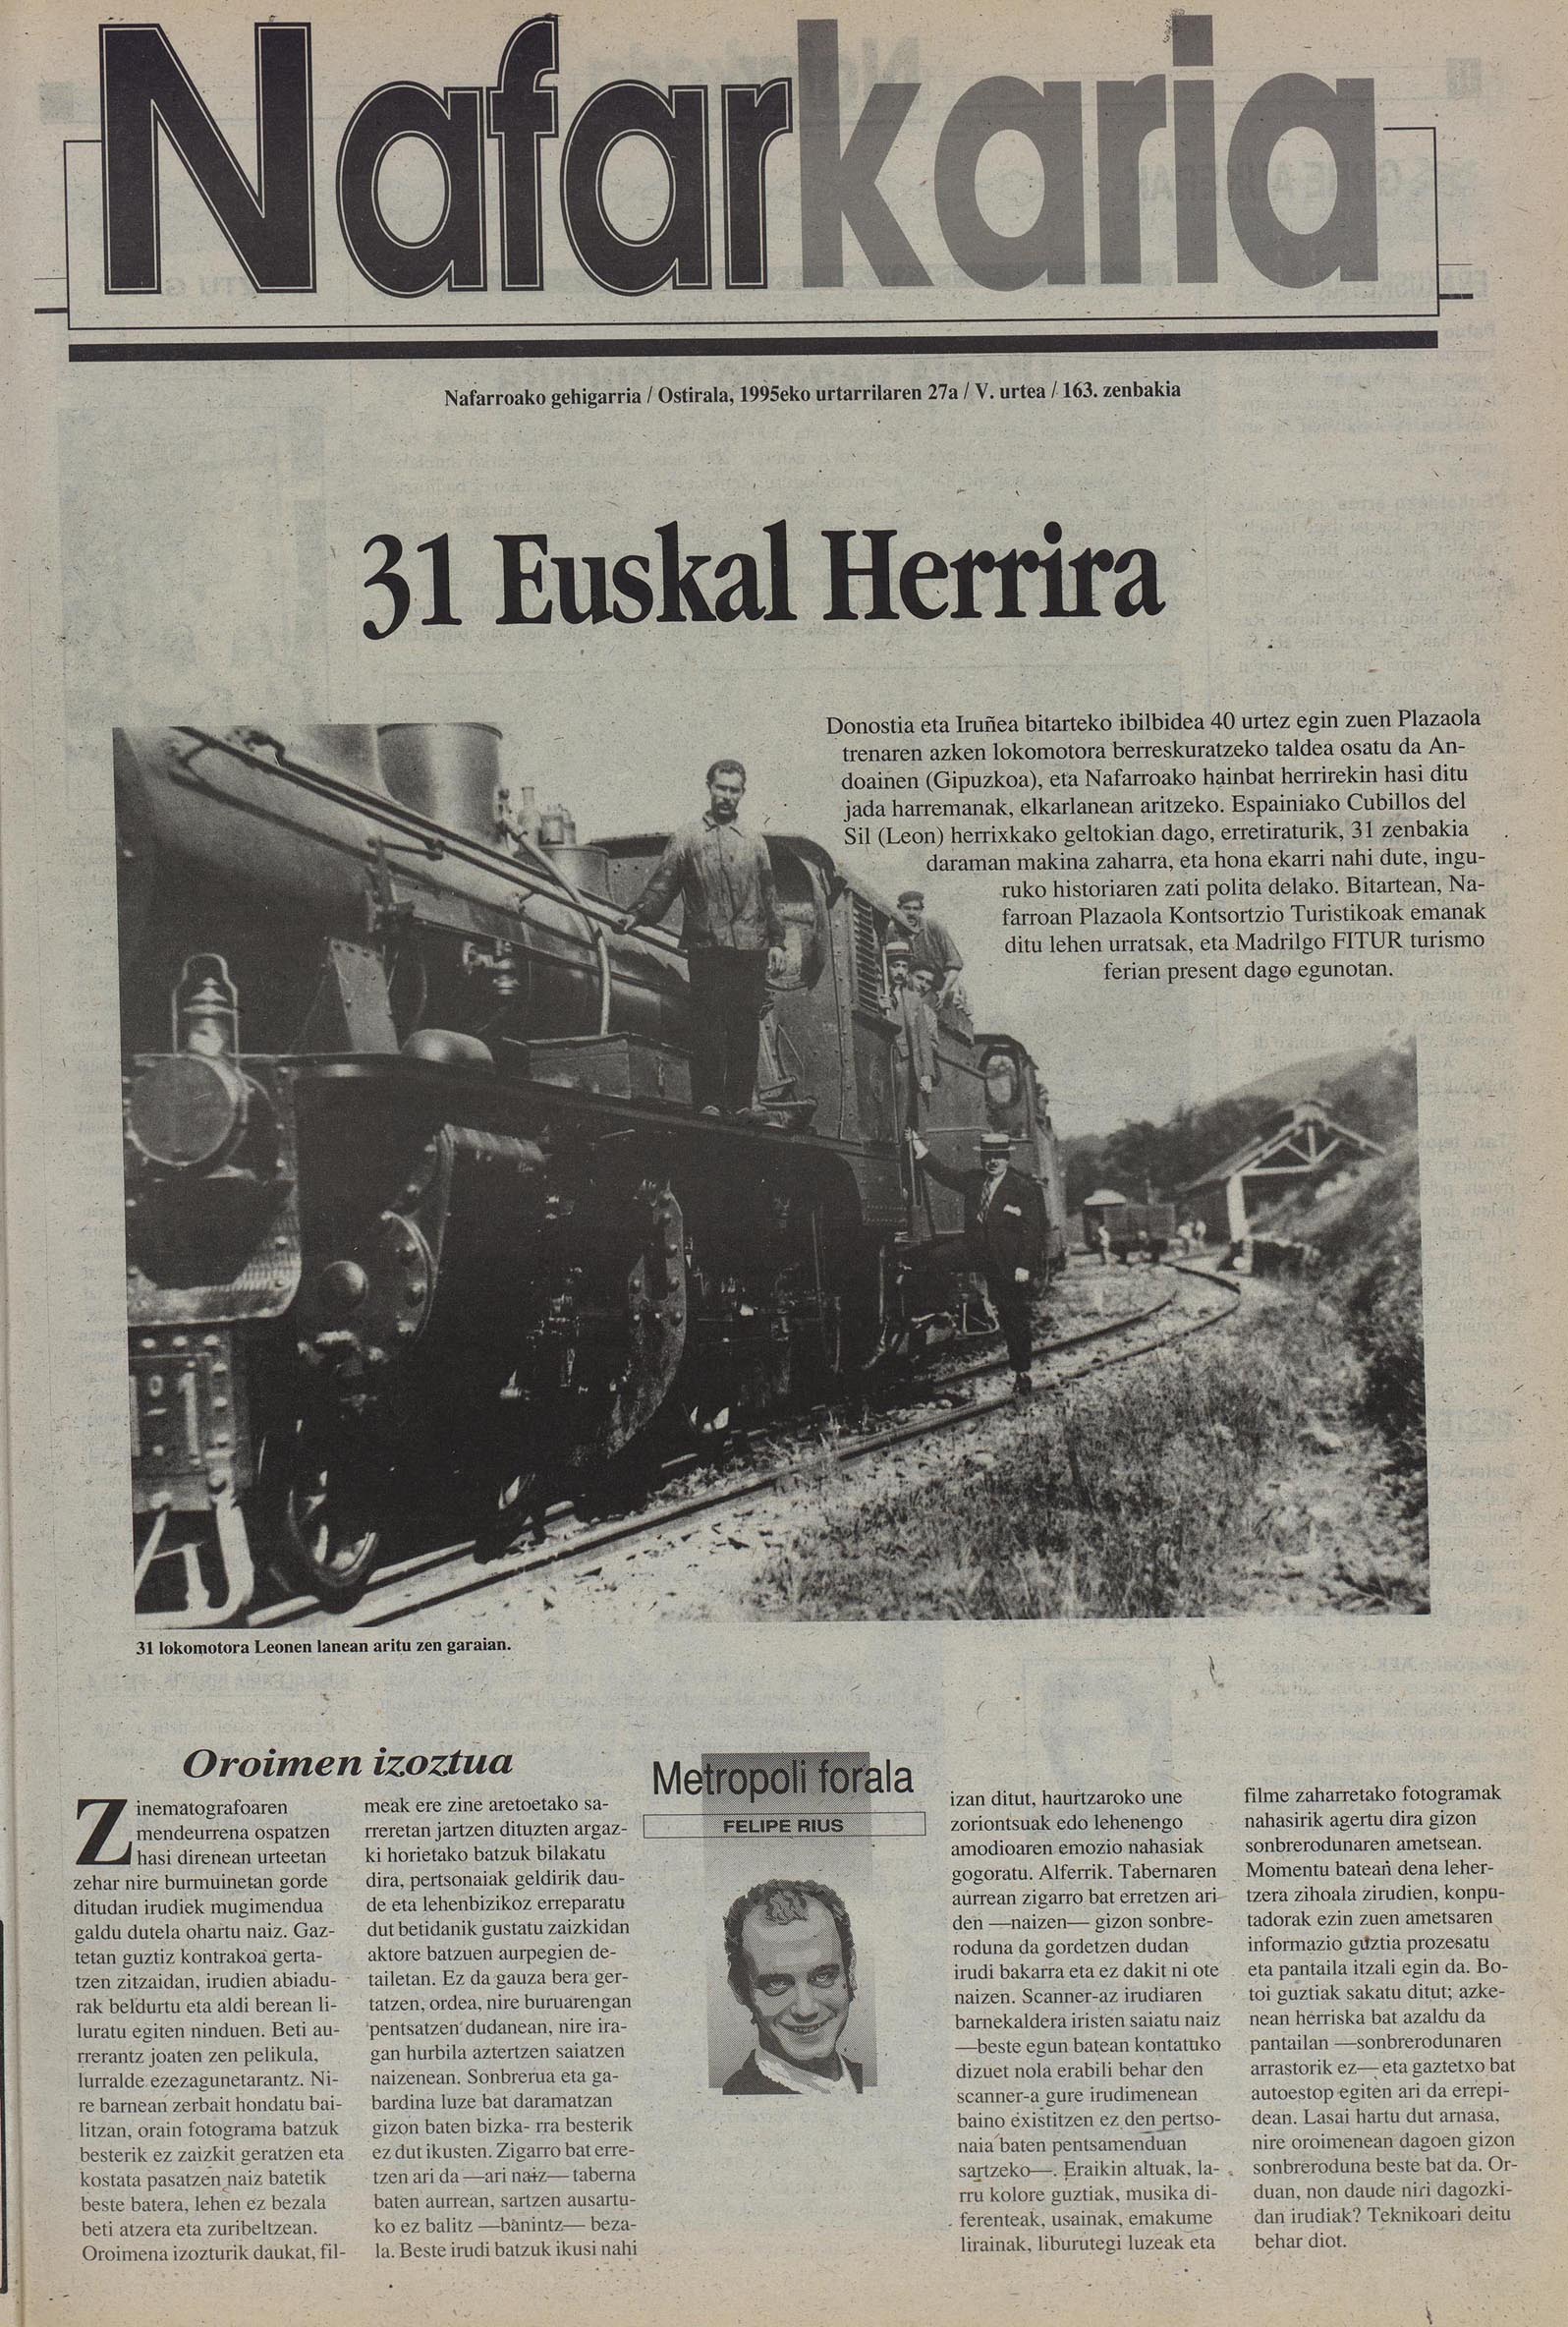 Nafarkaria
Nafarroako gehigarria / Ostirala, 1995eko urtarrilaren 27a / V. urtea / 163. zenbakia
31 Euskal Herrira
Donostia eta Iruñea bitarteko ibilbidea 40 urtez egin zuen Plazaola
trenaren azken lokomotora berreskuratzeko taldea osatu da An-
doainen (Gipuzkoa), eta Nafarroako hainbat herrirekin hasi ditu
jada harremanak, elkarlanean aritzeko. Espainiako Cubillos del
Sil (Leon) herrixkako geltokian dago, erretiraturik, 31 zenbakia
daraman makina zaharra, eta hona ekarri nahi dute, ingu-
ruko historiaren zati polita delako. Bitartean, Na-
farroan Plazaola Kontsortzio Turistikoak emanak
ditu lehen urratsak, eta Madrilgo FITUR turismo
ferian present dago egunotan.
31 lokomotora Leonen lanean aritu zen garaian.
Oroimen izoztua
Zinematografoaren
mendeurrena ospatzen
hasi direnean urteetan
zehar nire burmuinetan gorde
ditudan irudiek mugimendua
galdu dutela ohartu naiz. Gaz-
tetan guztiz kontrakoa gerta-
tzen zitzaidan, irudien abiadu-
rak beldurtu eta aldi berean li-
luratu egiten ninduen. Beti au-
rrerantz joaten zen pelikula,
lurralde ezezagunetarantz. Ni-
re barnean zerbait hondatu bai-
litzan, orain fotograma batzuk
besterik ez zaizkit geratzen eta
kostata pasatzen naiz batetik
beste batera, lehen ez bezala
beti atzera eta zuribeltzean.
Oroimena izozturik daukat, fil-
meak ere zine aretoetako sa-
rreretan jartzen dituzten argaz-
ki horietako batzuk bilakatu
dira, pertsonaiak geldirik dau-
de eta lehenbizikoz erreparatu
dut betidanik gustatu zaizkidan
aktore batzuen aurpegien de-
tailetan. Ez da gauza bera ger-
tatzen, ordea, nire buruarengan
pentsatzen dudanean, nire ira-
gan hurbila aztertzen saiatzen
naizenean. Sonbrerua eta ga-
bardina luze bat daramatzan
gizon baten bizka- rra besterik
ez dut ikusten. Zigarro bat erre-
tzen ari da —ari naiz— taberna
baten aurrean, sartzen ausartu-
ko ez balitz —banintz— beza-
la. Beste irudi batzuk ikusi nahi
Metropoli forala
FELIPE RIUS
izan ditut, haurtzaroko une
zoriontsuak edo lehenengo
amodioaren emozio nahasiak
gogoratu. Alferrik. Tabernaren
aurrean zigarro bat erretzen ari
den —naizen— gizon sonbre-
roduna da gordetzen dudan
irudi bakarra eta ez dakit ni ote
naizen. Scanner-az irudiaren
barnekaldera iristen saiatu naiz
—beste egun batean kontatuko
dizuet nola erabili behar den
scanner-a gure irudimenean
baino existitzen ez den pertso-
naia baten pentsamenduan
sartzeko—. Eraikin altuak, la-
rru kolore guztiak, musika di-
ferenteak, usainak, emakume
lirainak, liburutegi luzeak eta
filme zaharretako fotogramak
nahasirik agertu dira gizon
sonbrerodunaren ametsean.
Momentu batean dena leher-
tzera zihoala zirudien, konpu-
tadorak ezin zuen ametsaren
informazio guztia prozesatu
eta pantaila itzali egin da. Bo-
toi guztiak sakatu ditut; azke-
nean herriska bat azaldu da
pantailan —sonbrerodunaren
arrastorik ez— eta gaztetxo bat
autoestop egiten ari da errepi-
dean. Lasai hartu dut arnasa,
nire oroimenean dagoen gizon
sonbreroduna beste bat da. Or-
duan, non daude niri dagozki-
dan irudiak? Teknikoari deitu
behar diot.